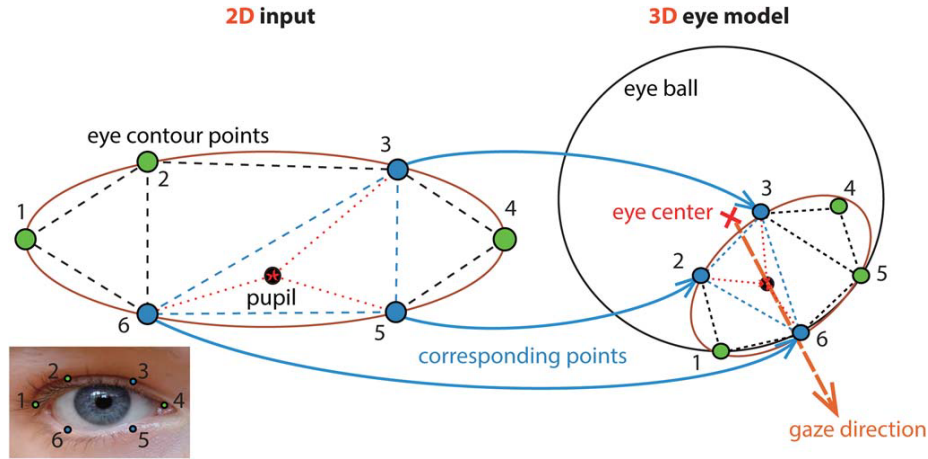 2D input
3D eye model
eye ball
eye contour points
3
2
1
4
3
4
eye center
2
5
pupil
6
5
6
corresponding points
1
gaze direction
2
3
1
4
6
5